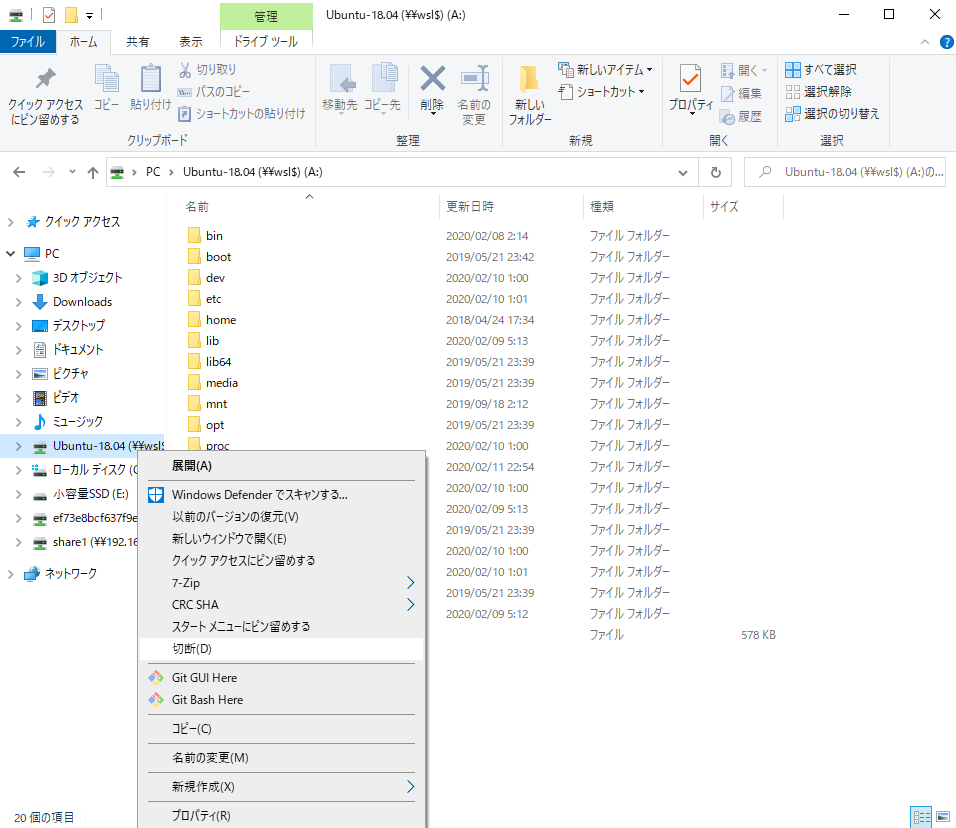 管理
Ubuntu-18.04 (¥¥wsl$) (A:)
ファイル
ホーム
共有
表示
ドライブ ツール
クイック アクセス
にピン留めする
コピー
貼り付け
切り取り
パスのコピー
ショートカットの貼り付け
クリップボード
移動先
コピー先
削除
名前の
変更
整理
新しい
フォルダー
新しいアイテム
ショートカット
新規
プロパティ
開く
編集
履歴
開く
すべて選択
選択解除
選択の切り替え
選択
PC
Ubuntu-18.04 (¥¥wsl$) (A:)
Ubuntu-18.04 (¥¥wsl$) (A:)の...
クイック アクセス
PC
3D オブジェクト
Downloads
デスクトップ
ドキュメント
ピクチャ
ビデオ
ミュージック
Ubuntu-18.04 (¥¥wsl$
ローカル ディスク (C
小容量SSD (E:)
ef73e8bcf637f9e
share1 (¥¥192.16
ネットワーク
名前 更新日時 種類 サイズ
bin 2020/02/08 2:14 ファイル フォルダー
boot 2019/05/21 23:42 ファイル フォルダー
dev 2020/02/10 1:00 ファイル フォルダー
etc 2020/02/10 1:01 ファイル フォルダー
home 2018/04/24 17:34 ファイル フォルダー
lib 2020/02/09 5:13 ファイル フォルダー
lib64 2019/05/21 23:39 ファイル フォルダー
media 2019/05/21 23:39 ファイル フォルダー
mnt 2019/09/18 2:12 ファイル フォルダー
opt 2019/05/21 23:39 ファイル フォルダー
proc 2020/02/10 1:00 ファイル フォルダー
2020/02/11 22:54 ファイル フォルダー
2020/02/10 1:00 ファイル フォルダー
2020/02/09 5:13 ファイル フォルダー
2019/05/21 23:39 ファイル フォルダー
2020/02/10 1:00 ファイル フォルダー
2020/02/10 1:01 ファイル フォルダー
2019/05/21 23:39 ファイル フォルダー
2020/02/09 5:12 ファイル フォルダー
ファイル 578 KB
展開(A)
Windows Defender でスキャンする...
以前のバージョンの復元(V)
新しいウィンドウで開く(E)
クイック アクセスにピン留めする
7-Zip
CRC SHA
スタート メニューにピン留めする
切断(D)
Git GUI Here
Git Bash Here
コピー(C)
名前の変更(M)
新規作成(X)
プロパティ(R)
20 個の項目